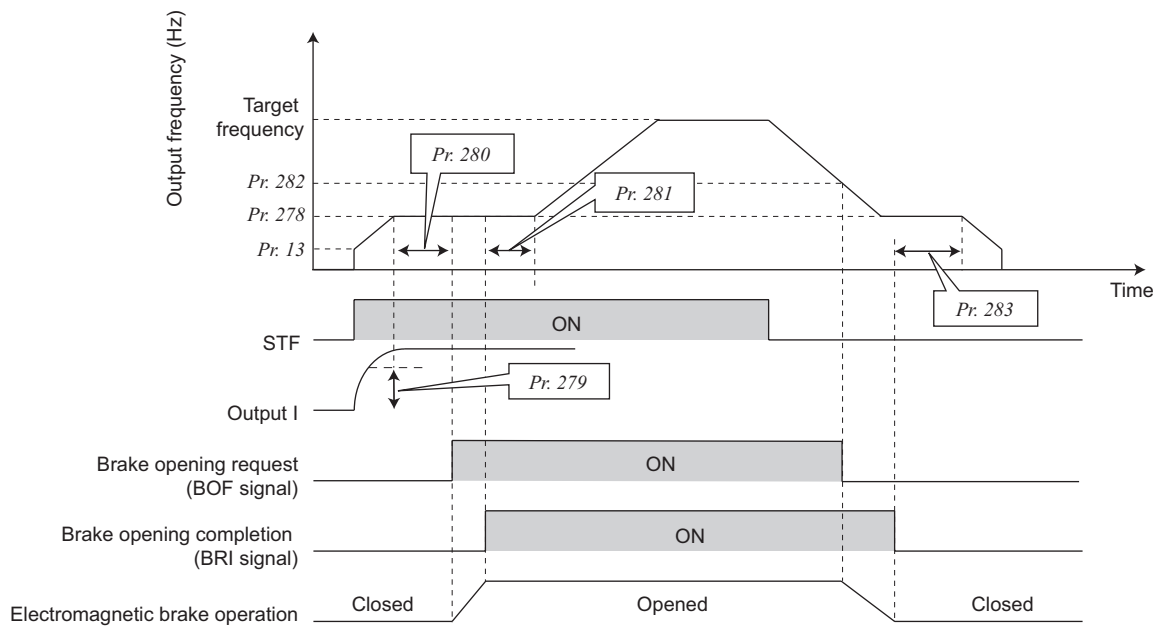 Output frequency (Hz)
Target
frequency
Pr. 280
Pr. 282
Pr. 281
Pr. 278
Pr. 13
Time
Pr. 283
ON
STF
Pr. 279
Output I
Brake opening request
(BOF signal)
ON
Brake opening completion
(BRI signal)
ON
Electromagnetic brake operation
Closed
Opened
Closed